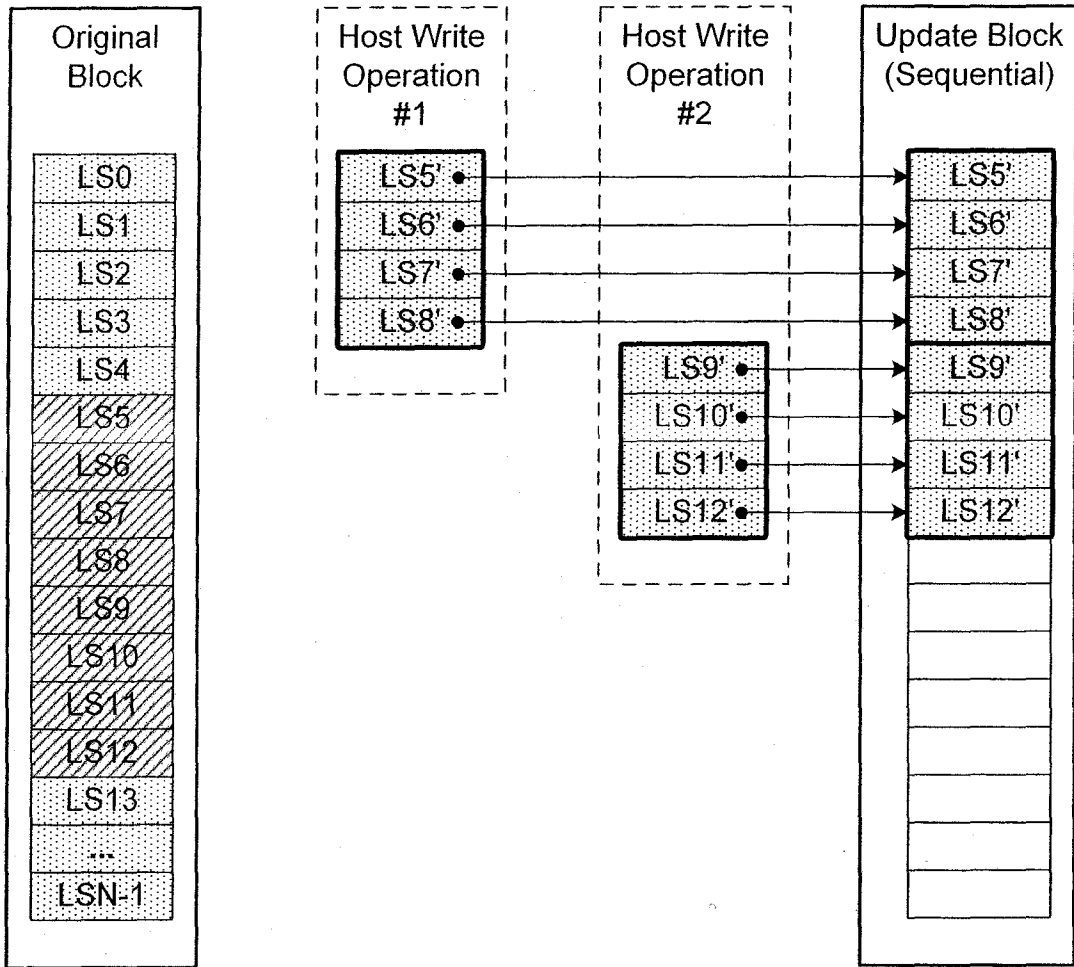 Original
Block
LS0
LS1
LS2
LS3
LS4
LS5
LS6
LS7
LS8
LS9
LS10
LS11
LS12
LS13
...
LSN-1
Host Write
Operation
#1
LS5'
LS6'
LS7'
LS8'
Host Write
Operation
#2
LS9'
LS10'
LS11'
LS12'
Update Block
(Sequential)
LS5'
LS6'
LS7'
LS8'
LS9'
LS10'
LS11'
LS12'